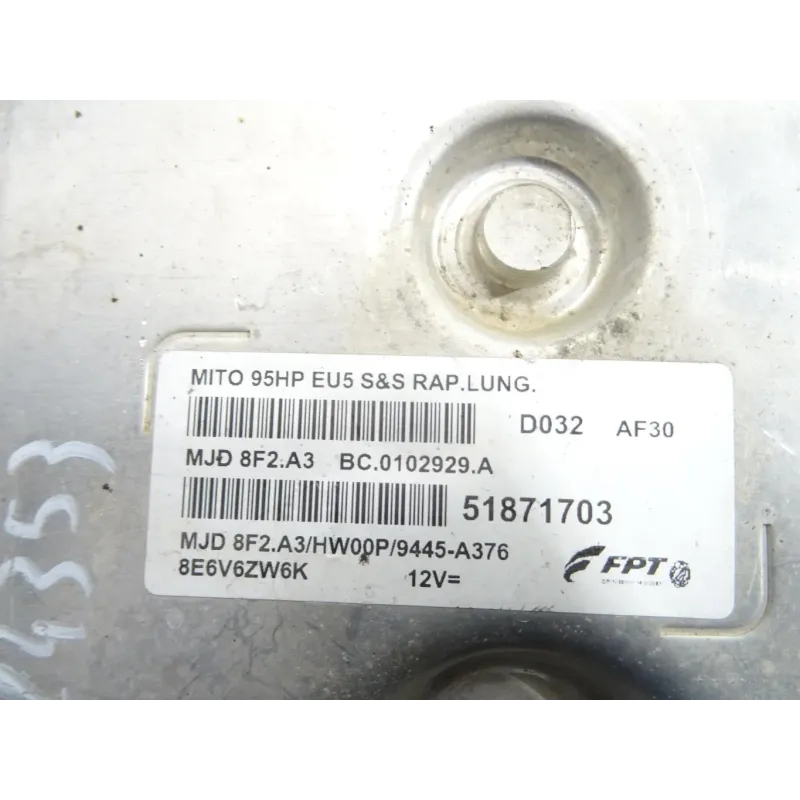 MITO 95HP EU5 S&S RAP.LUNG.
D032 AF30
MJD 8F2.A3 BC.0102929.A
51871703
MJD 8F2.A3/HW00P/9445-A376
8E6V6ZW6K 12V=
FPT
4353